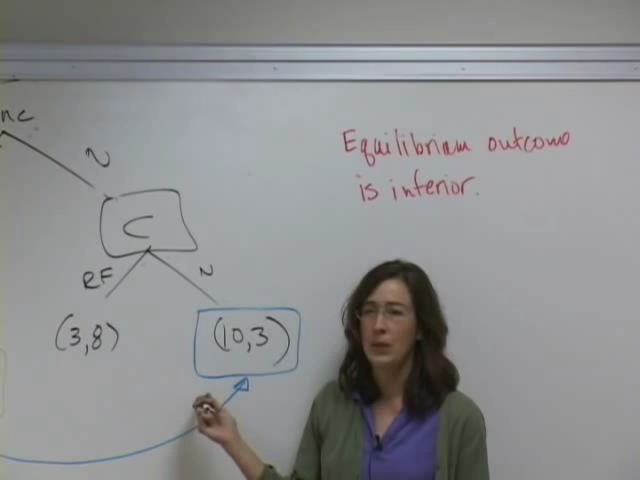 nc
Equilibrium outcome
is inferior.
N
C
RF
N
(3,8)
(10,3)